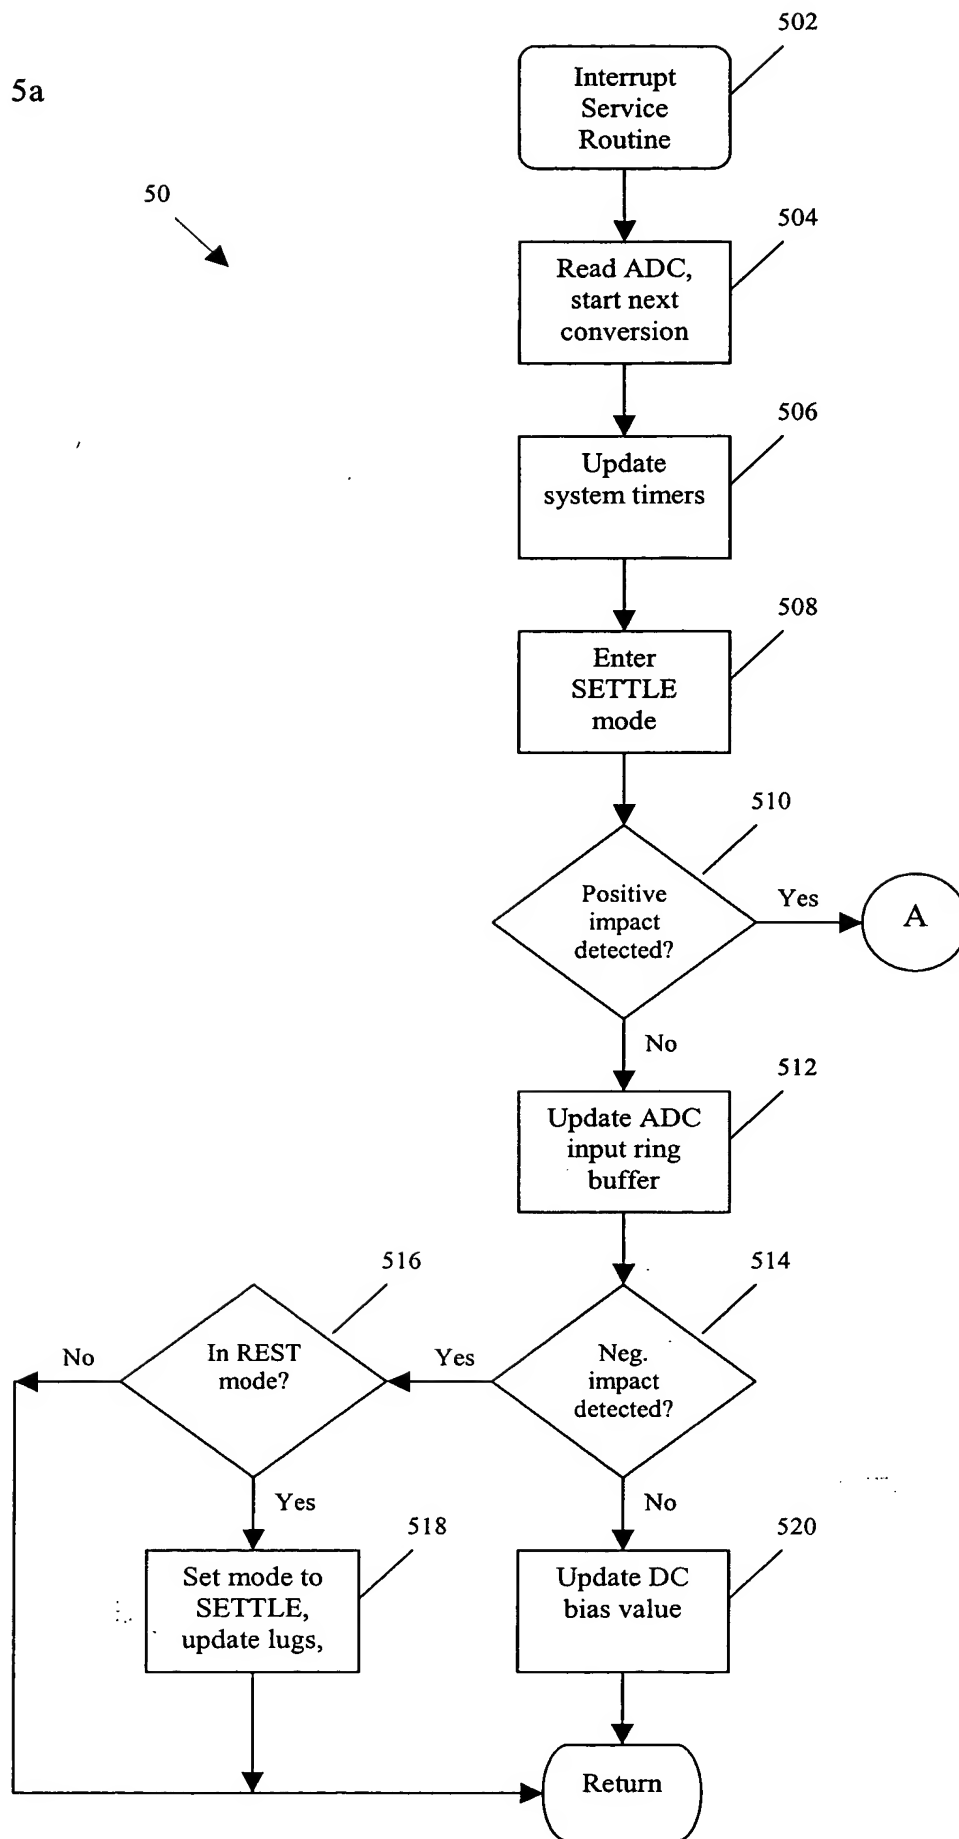 502
5a
Interrupt
Service
Routine
50
504
Read ADC,
start next
conversion
506
Update
system timers
508
Enter
SETTLE
mode
510
Positive
impact
detected?
Yes
A
No
512
Update ADC
input ring
buffer
516
514
No
In REST
mode?
Yes
Neg.
impact
detected?
Yes
No
518
520
Set mode to
SETTLE,
update lugs,
Update DC
bias value
Return